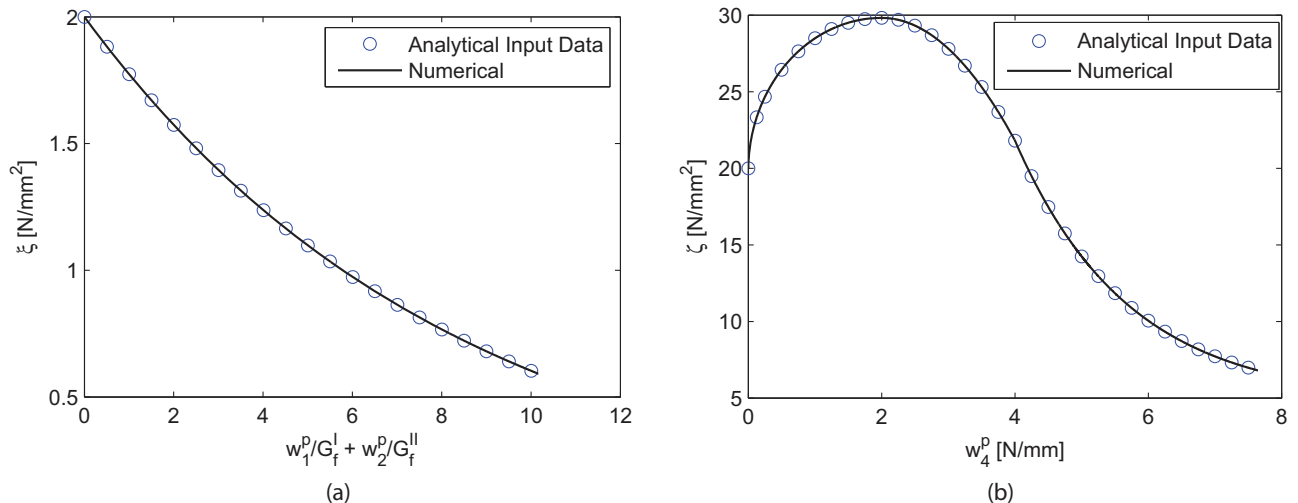 2
1.5
1
0.5
ξ [N/mm²]
0 2 4 6 8 10 12
w₁ᵖ/G_fᴵ + w₂ᵖ/G_fᴵᴵ
Analytical Input Data
Numerical
(a)
30
25
20
15
10
5
ζ [N/mm²]
0 2 4 6 8
w₄ᵖ [N/mm]
Analytical Input Data
Numerical
(b)